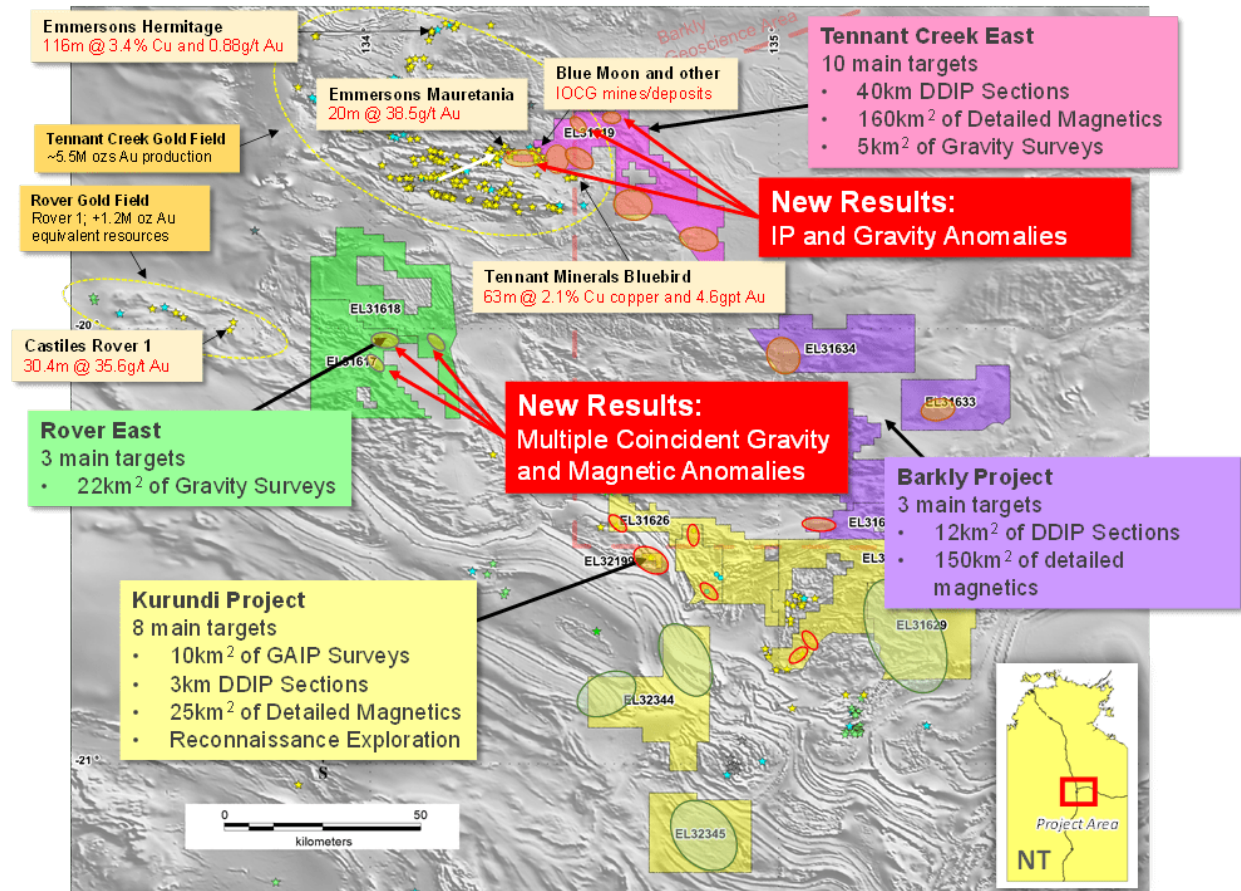 Emmersons Hermitage
116m @ 3.4% Cu and 0.88g/t Au
134
Barkly
Geoscience Area
135
Tennant Creek East
10 main targets
• 40km DDIP Sections
• 160km² of Detailed Magnetics
• 5km² of Gravity Surveys
Blue Moon and other
IOCG mines/deposits
Emmersons Mauretania
20m @ 38.5g/t Au
Tennant Creek Gold Field
~5.5M ozs Au production
Rover Gold Field
Rover 1; +1.2M oz Au
equivalent resources
New Results:
IP and Gravity Anomalies
Tennant Minerals Bluebird
63m @ 2.1% Cu copper and 4.6gpt Au
EL31618
-20 °
Castiles Rover 1
30.4m @ 35.6g/t Au
EL31617
EL31634
EL31633
New Results:
Multiple Coincident Gravity
and Magnetic Anomalies
Rover East
3 main targets
• 22km² of Gravity Surveys
Barkly Project
3 main targets
• 12km² of DDIP Sections
• 150km² of detailed
magnetics
EL31626
EL32199
Kurundi Project
8 main targets
• 10km² of GAIP Surveys
• 3km DDIP Sections
• 25km² of Detailed Magnetics
• Reconnaissance Exploration
EL31629
EL32344
-21 °
S
0 50
kilometers
EL32345
Project Area
NT